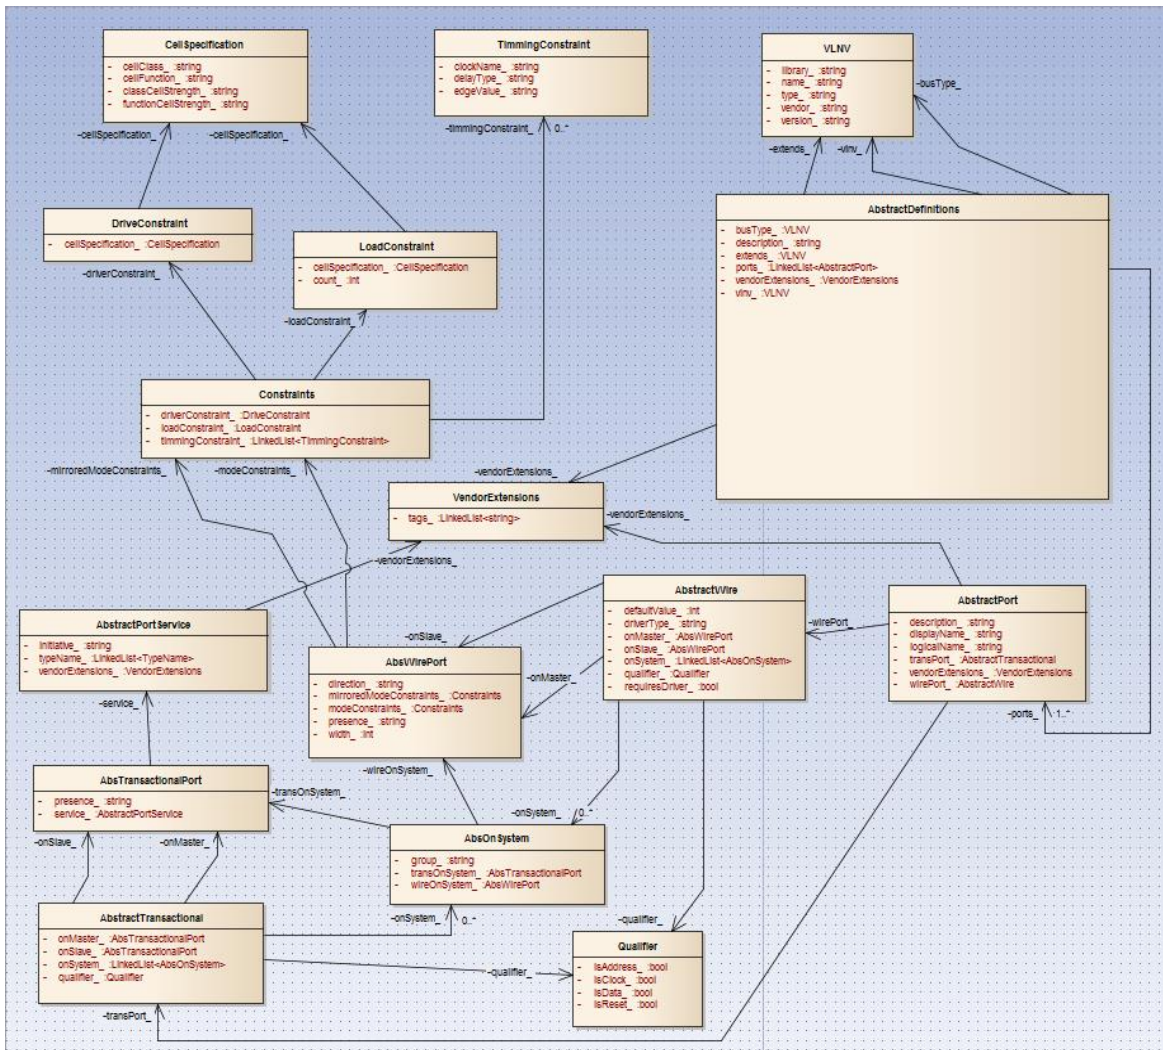 CellSpecification
- cellClass_ :string
- cellFunction_ :string
- classCellStrength_ :string
- functionCellStrength_ :string
TimmingConstraint
- clockName_ :string
- delayType_ :string
- edgeValue_ :string
VLNV
- library_ :string
- name_ :string
- type_ :string
- vendor_ :string
- version_ :string
-busType_
-cellSpecification_
-cellSpecification_
-timmingConstraint_
0..*
-extends_
-vlnv_
DriveConstraint
- cellSpecification_ :CellSpecification
LoadConstraint
- cellSpecification_ :CellSpecification
- count_ :int
AbstractDefinitions
- busType_ :VLNV
- description_ :string
- extends_ :VLNV
- ports_ :LinkedList<AbstractPort>
- vendorExtensions_ :VendorExtensions
- vlnv_ :VLNV
-driverConstraint_
-loadConstraint_
Constraints
- driverConstraint_ :DriveConstraint
- loadConstraint_ :LoadConstraint
- timmingConstraint_ :LinkedList<TimmingConstraint>
-mirroredModeConstraints_
-modeConstraints_
-vendorExtensions_
VendorExtensions
- tags_ :LinkedList<string>
-vendorExtensions_
-vendorExtensions_
AbstractPortService
- initiative_ :string
- typeName_ :LinkedList<TypeName>
- vendorExtensions_ :VendorExtensions
AbstractWire
- defaultValue_ :int
- driverType_ :string
- onMaster_ :AbsWirePort
- onSlave_ :AbsWirePort
- onSystem_ :LinkedList<AbsOnSystem>
- qualifier_ :Qualifier
- requiresDriver_ :bool
AbstractPort
- description_ :string
- displayName_ :string
- logicalName_ :string
- transPort_ :AbstractTransactional
- vendorExtensions_ :VendorExtensions
- wirePort_ :AbstractWire
-wirePort_
-onSlave_
AbsWirePort
- direction_ :string
- mirroredModeConstraints_ :Constraints
- modeConstraints_ :Constraints
- presence_ :string
- width_ :int
-onMaster_
-service_
-ports_
1..*
-wireOnSystem_
AbsTransactionalPort
- presence_ :string
- service_ :AbstractPortService
-transOnSystem_
-onSystem_
0..*
-onSlave_
-onMaster_
AbsOnSystem
- group_ :string
- transOnSystem_ :AbsTransactionalPort
- wireOnSystem_ :AbsWirePort
AbstractTransactional
- onMaster_ :AbsTransactionalPort
- onSlave_ :AbsTransactionalPort
- onSystem_ :LinkedList<AbsOnSystem>
- qualifier_ :Qualifier
-onSystem_
0..*
-qualifier_
-qualifier_
Qualifier
- isAddress_ :bool
- isClock_ :bool
- isData_ :bool
- isReset_ :bool
-transPort_